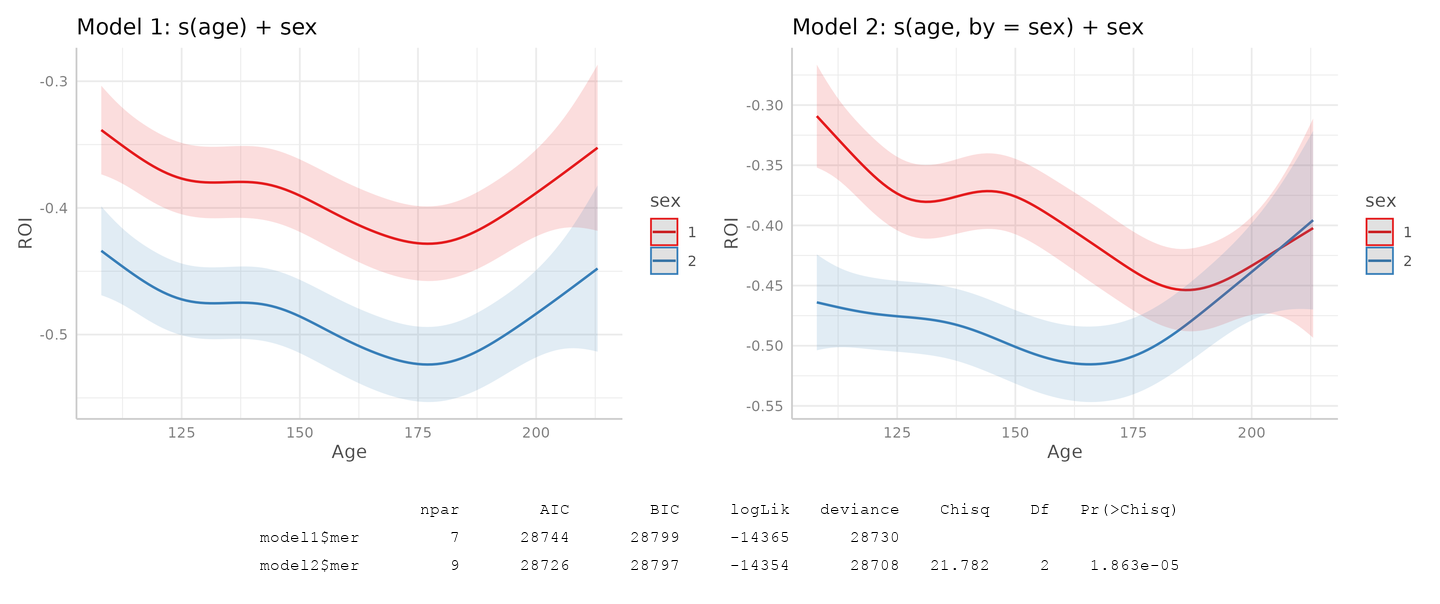 Model 1: s(age) + sex
-0.3
-0.4
-0.5
ROI
125 150 175 200
Age
sex
1
2
Model 2: s(age, by = sex) + sex
-0.30
-0.35
-0.40
-0.45
-0.50
-0.55
ROI
125 150 175 200
Age
sex
1
2
npar AIC BIC logLik deviance Chisq Df Pr(>Chisq)
model1$mer 7 28744 28799 -14365 28730
model2$mer 9 28726 28797 -14354 28708 21.782 2 1.863e-05